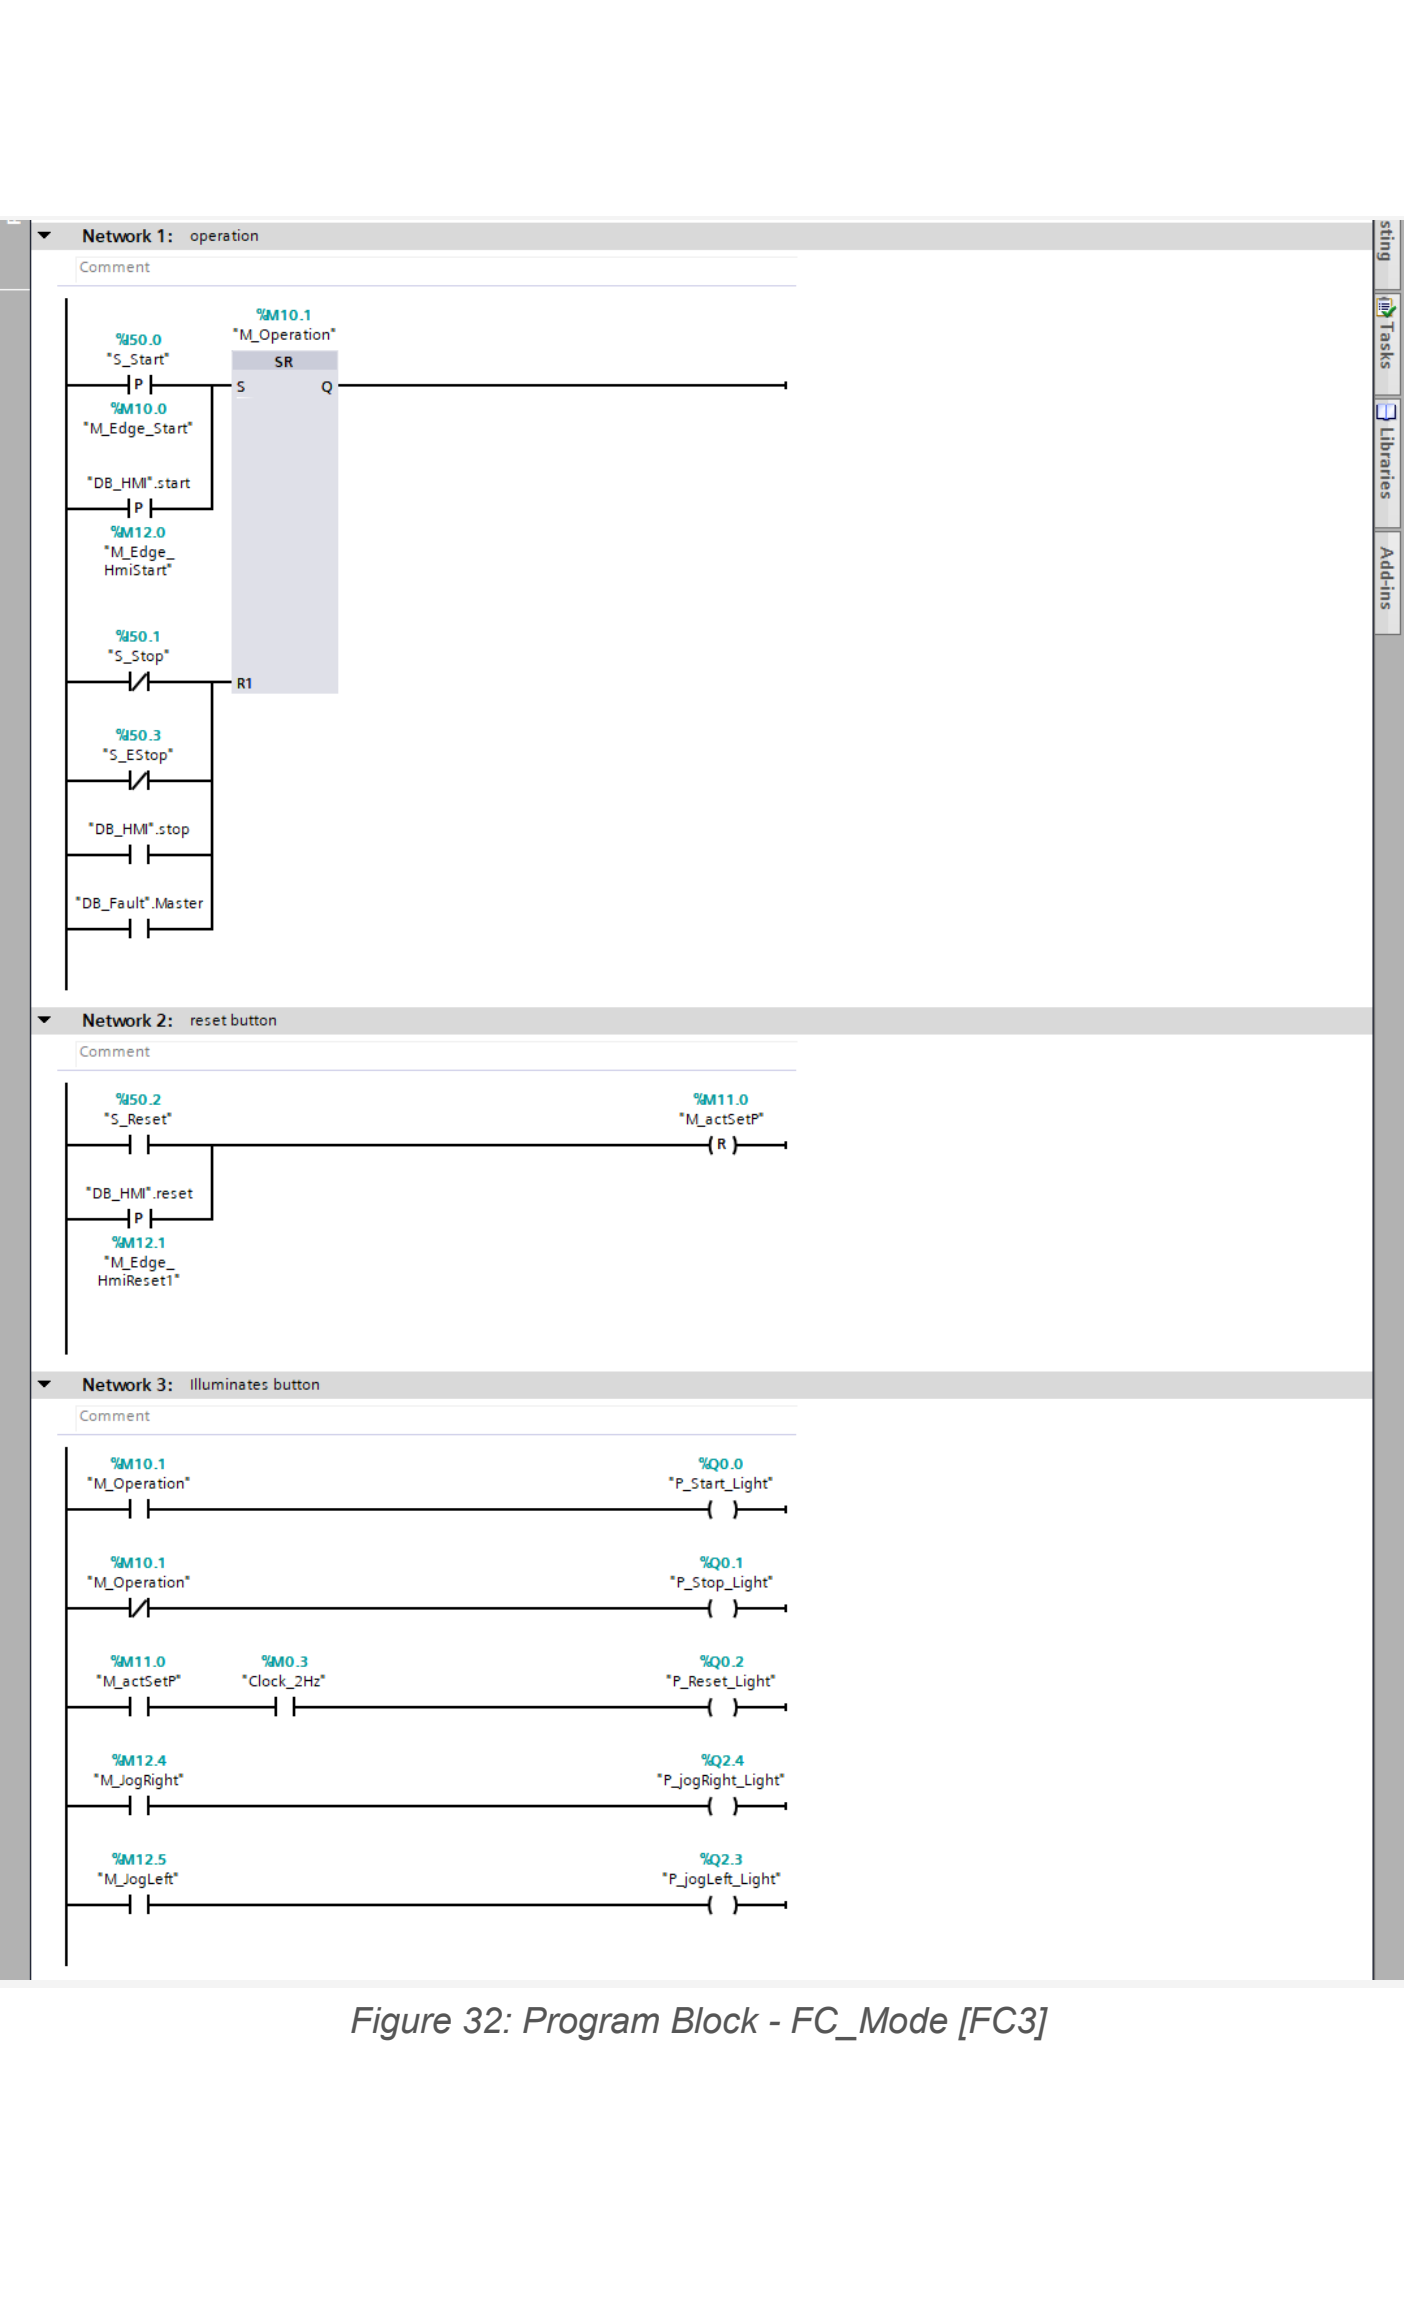 Network 1: operation
Comment
%I50.0
"S_Start"
P
%M10.0
"M_Edge_Start"
"DB_HMI".start
P
%M12.0
"M_Edge_
HmiStart"
%M10.1
"M_Operation"
SR
S Q
R1
%I50.1
"S_Stop"
%I50.3
"S_EStop"
"DB_HMI".stop
"DB_Fault".Master
Network 2: reset button
Comment
%I50.2
"S_Reset"
%M11.0
"M_actSetP"
R
"DB_HMI".reset
P
%M12.1
"M_Edge_
HmiReset1"
Network 3: Illuminates button
Comment
%M10.1 %Q0.0
"M_Operation" "P_Start_Light"
%M10.1 %Q0.1
"M_Operation" "P_Stop_Light"
%M11.0 %M0.3 %Q0.2
"M_actSetP" "Clock_2Hz" "P_Reset_Light"
%M12.4 %Q2.4
"M_JogRight" "P_jogRight_Light"
%M12.5 %Q2.3
"M_JogLeft" "P_jogLeft_Light"
sting
Tasks
Libraries
Add-ins
Figure 32: Program Block - FC_Mode [FC3]